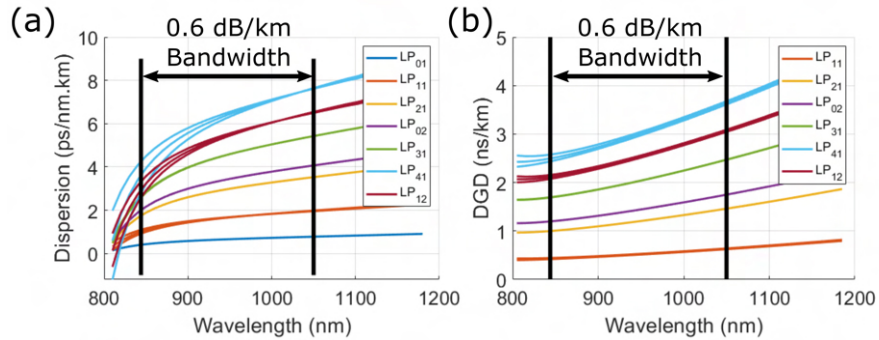 (a)
0.6 dB/km
Bandwidth
Dispersion (ps/nm.km)
10
8
6
4
2
0
LP01
LP11
LP21
LP02
LP31
LP41
LP12
800 900 1000 1100 1200
Wavelength (nm)
(b)
0.6 dB/km
Bandwidth
DGD (ns/km)
5
4
3
2
1
0
LP11
LP21
LP02
LP31
LP41
LP12
800 900 1000 1100 1200
Wavelength (nm)